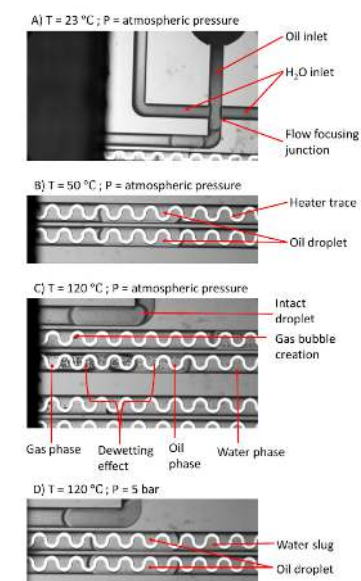 A) T = 23 °C ; P = atmospheric pressure
Oil inlet
H₂O inlet
Flow focusing
junction
B) T = 50 °C ; P = atmospheric pressure
Heater trace
Oil droplet
C) T = 120 °C ; P = atmospheric pressure
Intact
droplet
Gas bubble
creation
Gas phase
Dewetting
effect
Oil
phase
Water phase
D) T = 120 °C ; P = 5 bar
Water slug
Oil droplet